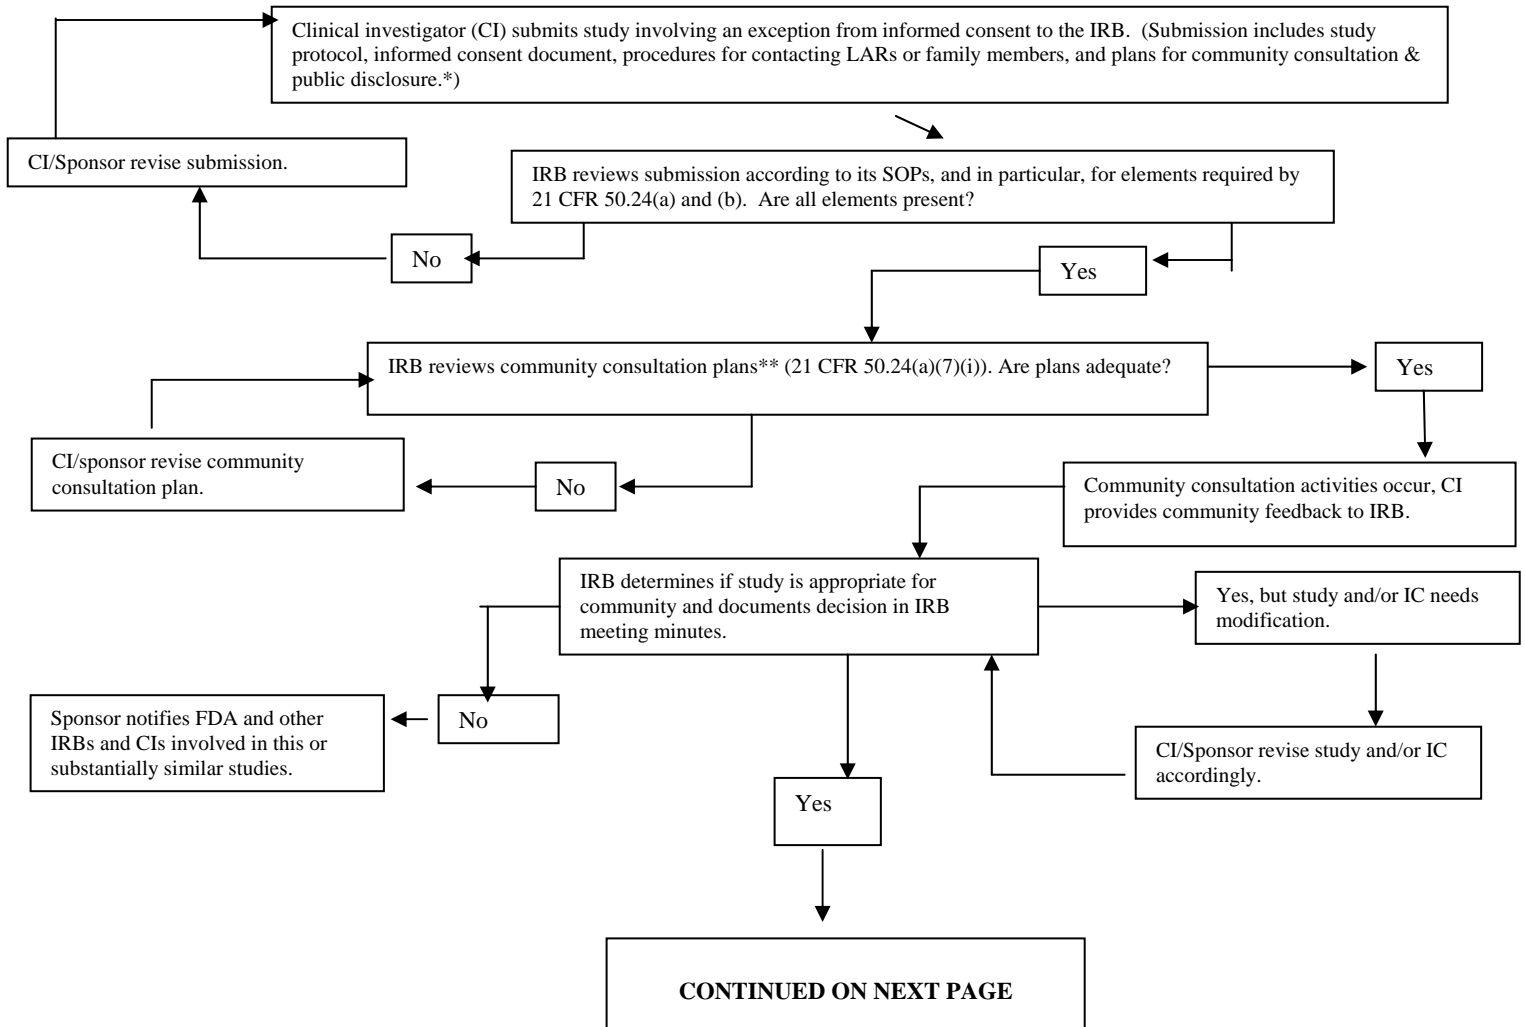 Clinical investigator (CI) submits study involving an exception from informed consent to the IRB.  (Submission includes study
protocol, informed consent document, procedures for contacting LARs or family members, and plans for community consultation &
public disclosure.*)
CI/Sponsor revise submission.
IRB reviews submission according to its SOPs, and in particular, for elements required by
21 CFR 50.24(a) and (b).  Are all elements present?
No
Yes
IRB reviews community consultation plans** (21 CFR 50.24(a)(7)(i)). Are plans adequate?
Yes
CI/sponsor revise community
consultation plan.
No
Community consultation activities occur, CI
provides community feedback to IRB.
IRB determines if study is appropriate for
community and documents decision in IRB
meeting minutes.
Yes, but study and/or IC needs
modification.
Sponsor notifies FDA and other
IRBs and CIs involved in this or
substantially similar studies.
No
CI/Sponsor revise study and/or IC
accordingly.
Yes
CONTINUED ON NEXT PAGE